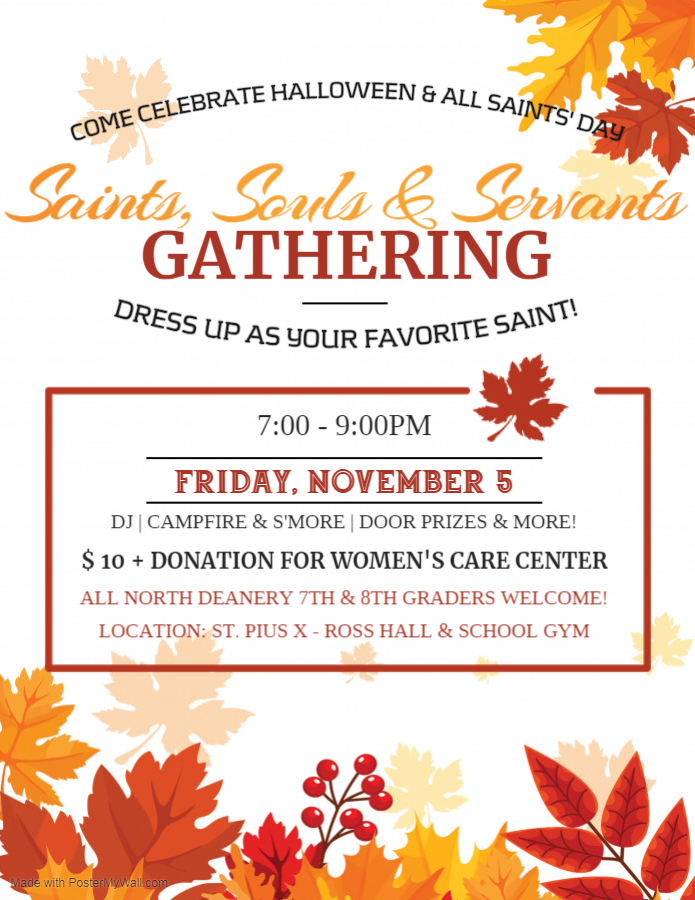 COME CELEBRATE HALLOWEEN & ALL SAINTS' DAY
Saints, Souls & Servants
GATHERING
DRESS UP AS YOUR FAVORITE SAINT!
7:00 - 9:00PM
FRIDAY, NOVEMBER 5
DJ | CAMPFIRE & S'MORE | DOOR PRIZES & MORE!
$ 10 + DONATION FOR WOMEN'S CARE CENTER
ALL NORTH DEANERY 7TH & 8TH GRADERS WELCOME!
LOCATION: ST. PIUS X - ROSS HALL & SCHOOL GYM
Made with PosterMyWall.com